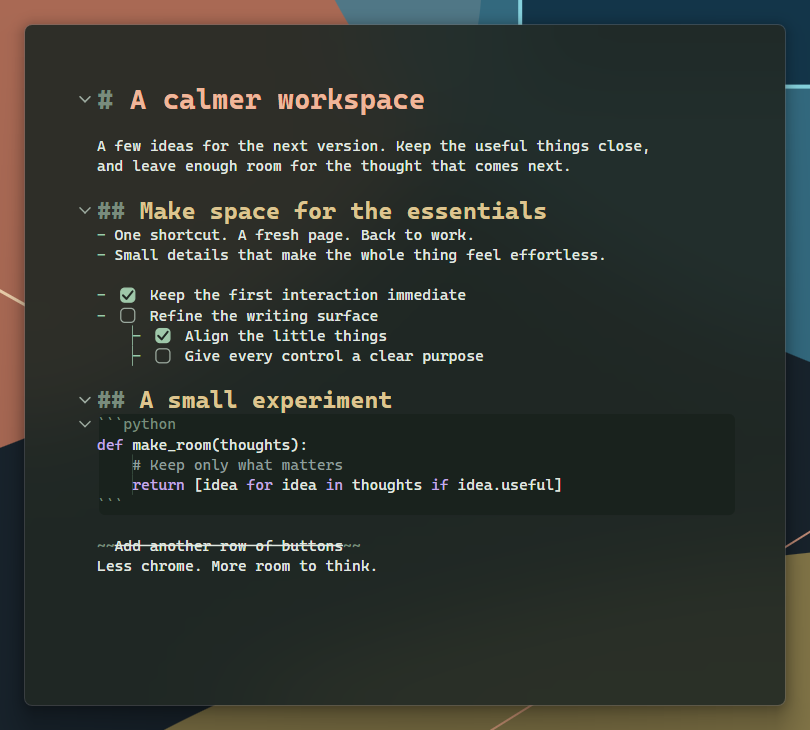 # A calmer workspace
A few ideas for the next version. Keep the useful things close,
and leave enough room for the thought that comes next.
## Make space for the essentials
- One shortcut. A fresh page. Back to work.
- Small details that make the whole thing feel effortless.
- Keep the first interaction immediate
- Refine the writing surface
- Align the little things
- Give every control a clear purpose
## A small experiment
```python
def make_room(thoughts):
    # Keep only what matters
    return [idea for idea in thoughts if idea.useful]
```
~~Add another row of buttons~~
Less chrome. More room to think.